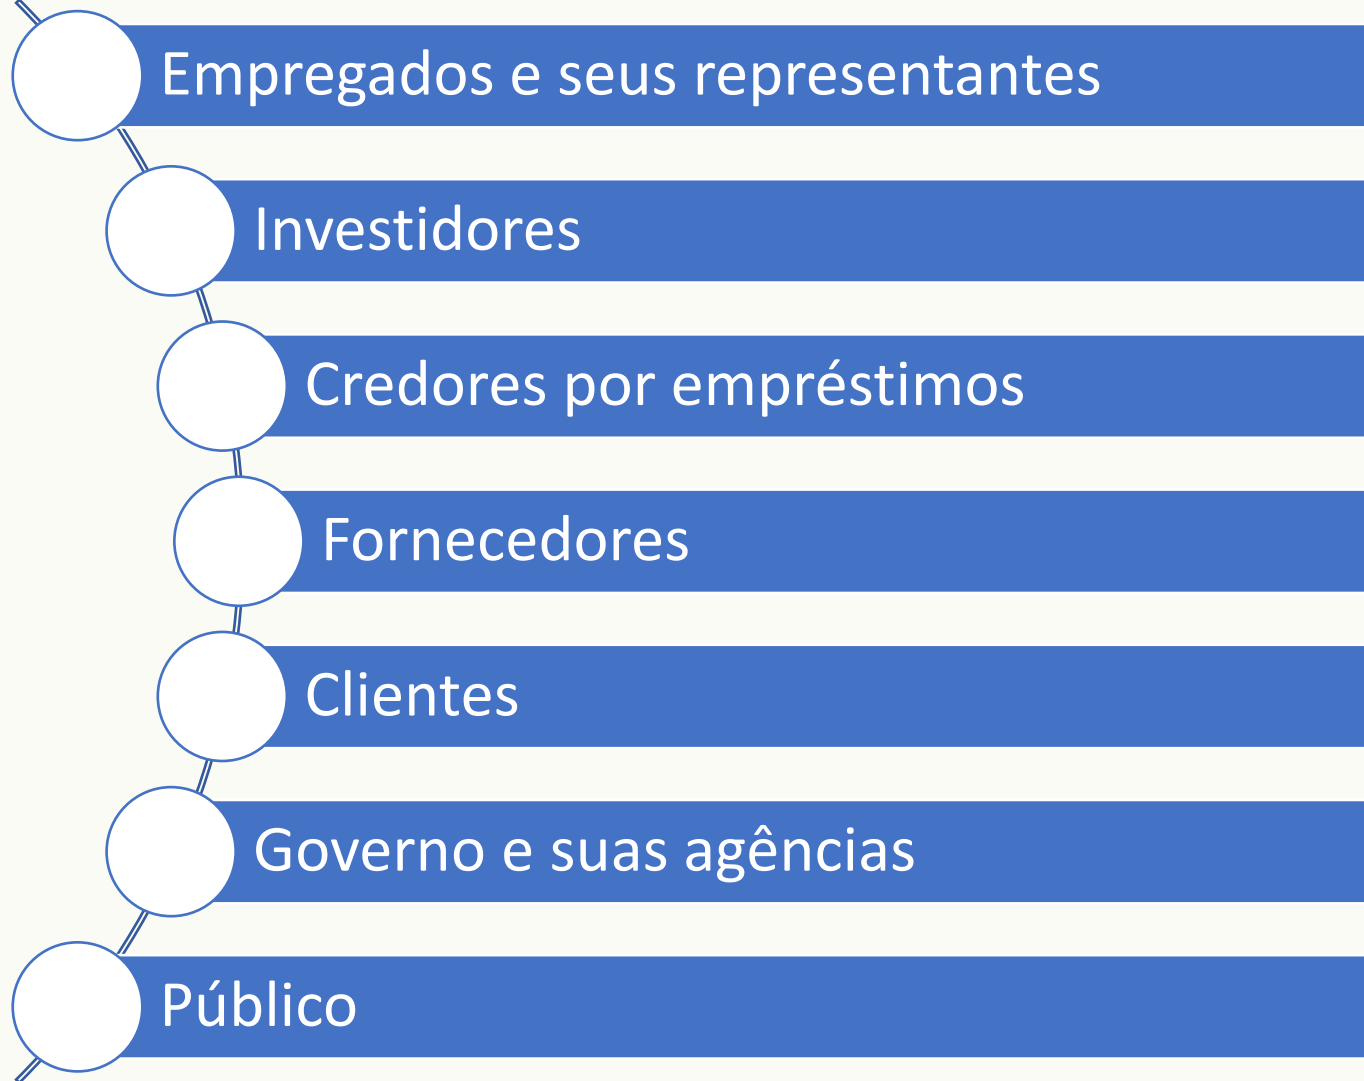 Empregados e seus representantes
Investidores
Credores por empréstimos
Fornecedores
Clientes
Governo e suas agências
Público